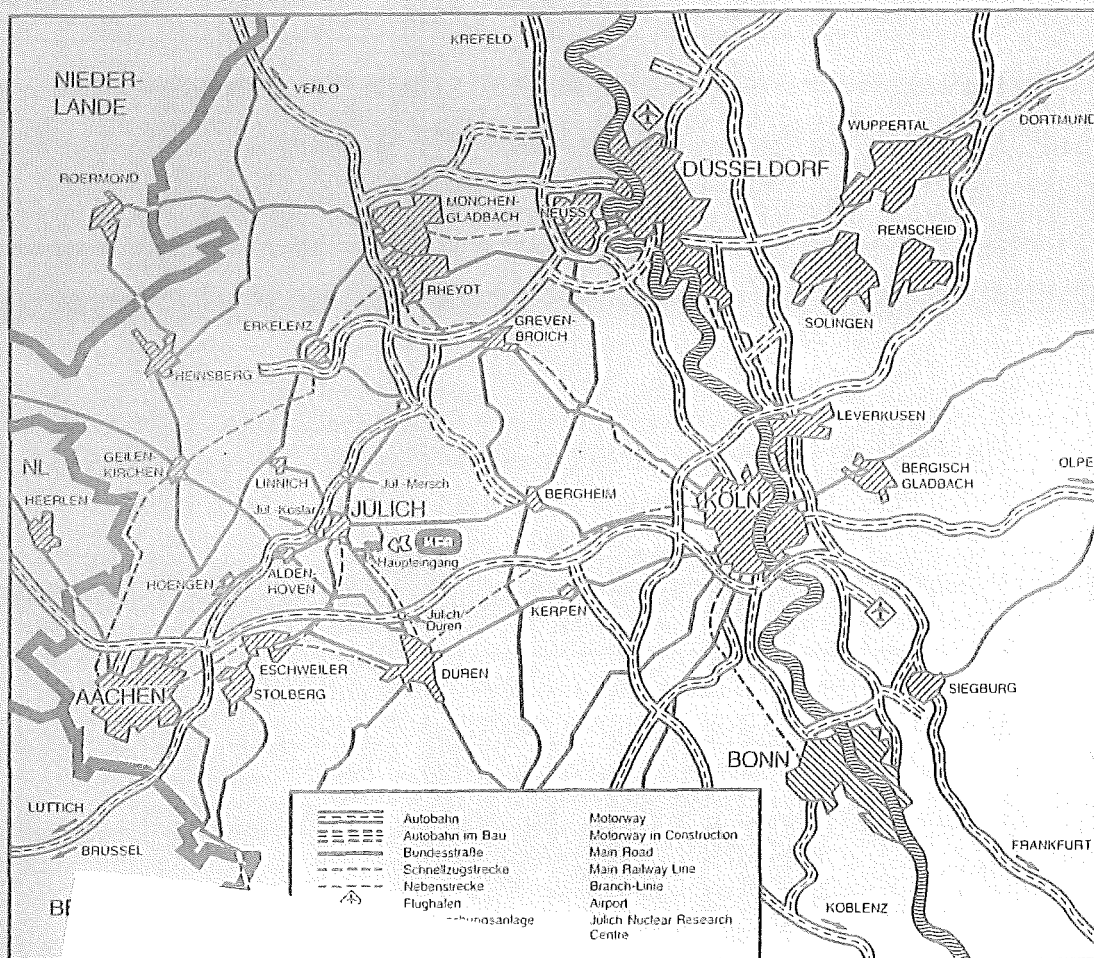 KREFELD
NIEDER-
LANDE
VENLO
WUPPERTAL
DORTMUND
DÜSSELDORF
ROERMOND
MÖNCHEN-
GLADBACH
NEUSS
REMSCHEID
RHEYDT
SOLINGEN
ERKELENZ
GREVEN-
BROICH
HEINSBERG
LEVERKUSEN
GEILEN-
KIRCHEN
NL
LINNICH
Jül.-Mersch
BERGISCH
GLADBACH
OLPE
HEERLEN
Jül.-Koslar
JÜLICH
BERGHEIM
KÖLN
KFA
Haupteingang
HOENGEN
ALDEN-
HOVEN
KERPEN
Jülich/
Düren
ESCHWEILER
DÜREN
STOLBERG
AACHEN
SIEGBURG
BONN
LÜTTICH
BRÜSSEL
FRANKFURT
KOBLENZ
Autobahn Motorway
Autobahn im Bau Motorway in Construction
Bundesstraße Main Road
Schnellzugstrecke Main Railway Line
Nebenstrecke Branch-Linie
Flughafen Airport
Jülich Nuclear Research
Centre